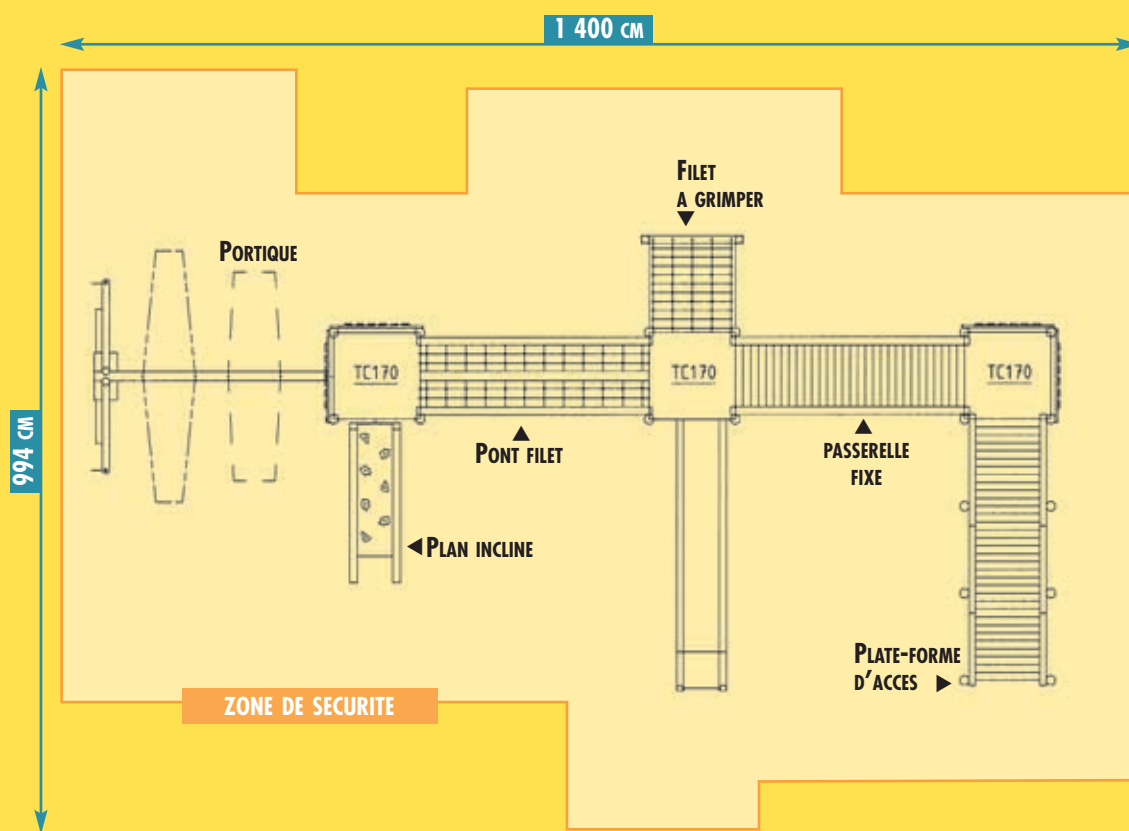 1 400 CM
FILET
A GRIMPER
PORTIQUE
TC170
TC170
TC170
994 CM
PONT FILET
PASSERELLE
FIXE
PLAN INCLINE
PLATE-FORME
D'ACCES
ZONE DE SECURITE